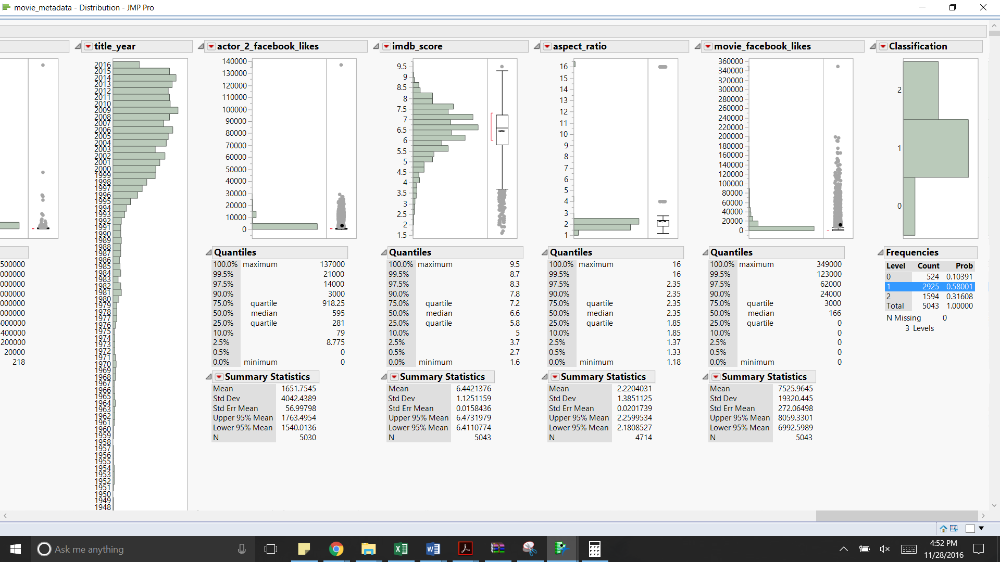 movie_metadata - Distribution - JMP Pro
title_year
actor_2_facebook_likes
imdb_score
aspect_ratio
movie_facebook_likes
Classification
2016
2015
2014
2013
2012
2011
2010
2009
2008
2007
2006
2005
2004
2003
2002
2001
2000
1999
1998
1997
1996
1995
1994
1993
1992
1991
1990
1989
1988
1987
1986
1985
1984
1983
1982
1981
1980
1979
1978
1977
1976
1975
1974
1973
1972
1971
1970
1969
1968
1967
1966
1965
1964
1963
1962
1961
1960
1959
1958
1957
1956
1955
1954
1953
1952
1951
1950
1949
1948
140000
130000
120000
110000
100000
90000
80000
70000
60000
50000
40000
30000
20000
10000
0
9.5
9
8.5
8
7.5
7
6.5
6
5.5
5
4.5
4
3.5
3
2.5
2
1.5
16
15
14
13
12
11
10
9
8
7
6
5
4
3
2
1
360000
340000
320000
300000
280000
260000
240000
220000
200000
180000
160000
140000
120000
100000
80000
60000
40000
20000
0
2
1
0
500000
000000
000000
000000
000000
000000
000000
400000
200000
20000
218
Quantiles
100.0% maximum 137000
99.5% 21000
97.5% 14000
90.0% 3000
75.0% quartile 918.25
50.0% median 595
25.0% quartile 281
10.0% 79
2.5% 8.775
0.5% 0
0.0% minimum 0
Summary Statistics
Mean 1651.7545
Std Dev 4042.4389
Std Err Mean 56.99798
Upper 95% Mean 1763.4954
Lower 95% Mean 1540.0136
N 5030
Quantiles
100.0% maximum 9.5
99.5% 8.7
97.5% 8.3
90.0% 7.8
75.0% quartile 7.2
50.0% median 6.6
25.0% quartile 5.8
10.0% 5
2.5% 3.7
0.5% 2.7
0.0% minimum 1.6
Summary Statistics
Mean 6.4421376
Std Dev 1.1251159
Std Err Mean 0.0158436
Upper 95% Mean 6.4731979
Lower 95% Mean 6.4110774
N 5043
Quantiles
100.0% maximum 16
99.5% 16
97.5% 2.35
90.0% 2.35
75.0% quartile 2.35
50.0% median 2.35
25.0% quartile 1.85
10.0% 1.85
2.5% 1.37
0.5% 1.33
0.0% minimum 1.18
Summary Statistics
Mean 2.2204031
Std Dev 1.3851125
Std Err Mean 0.0201739
Upper 95% Mean 2.2599534
Lower 95% Mean 2.1808527
N 4714
Quantiles
100.0% maximum 349000
99.5% 123000
97.5% 62000
90.0% 24000
75.0% quartile 3000
50.0% median 166
25.0% quartile 0
10.0% 0
2.5% 0
0.5% 0
0.0% minimum 0
Summary Statistics
Mean 7525.9645
Std Dev 19320.445
Std Err Mean 272.06498
Upper 95% Mean 8059.3301
Lower 95% Mean 6992.5989
N 5043
Frequencies
Level Count Prob
0 524 0.10391
1 2925 0.58001
2 1594 0.31608
Total 5043 1.00000
N Missing 0
3 Levels
Ask me anything
4:52 PM
11/28/2016